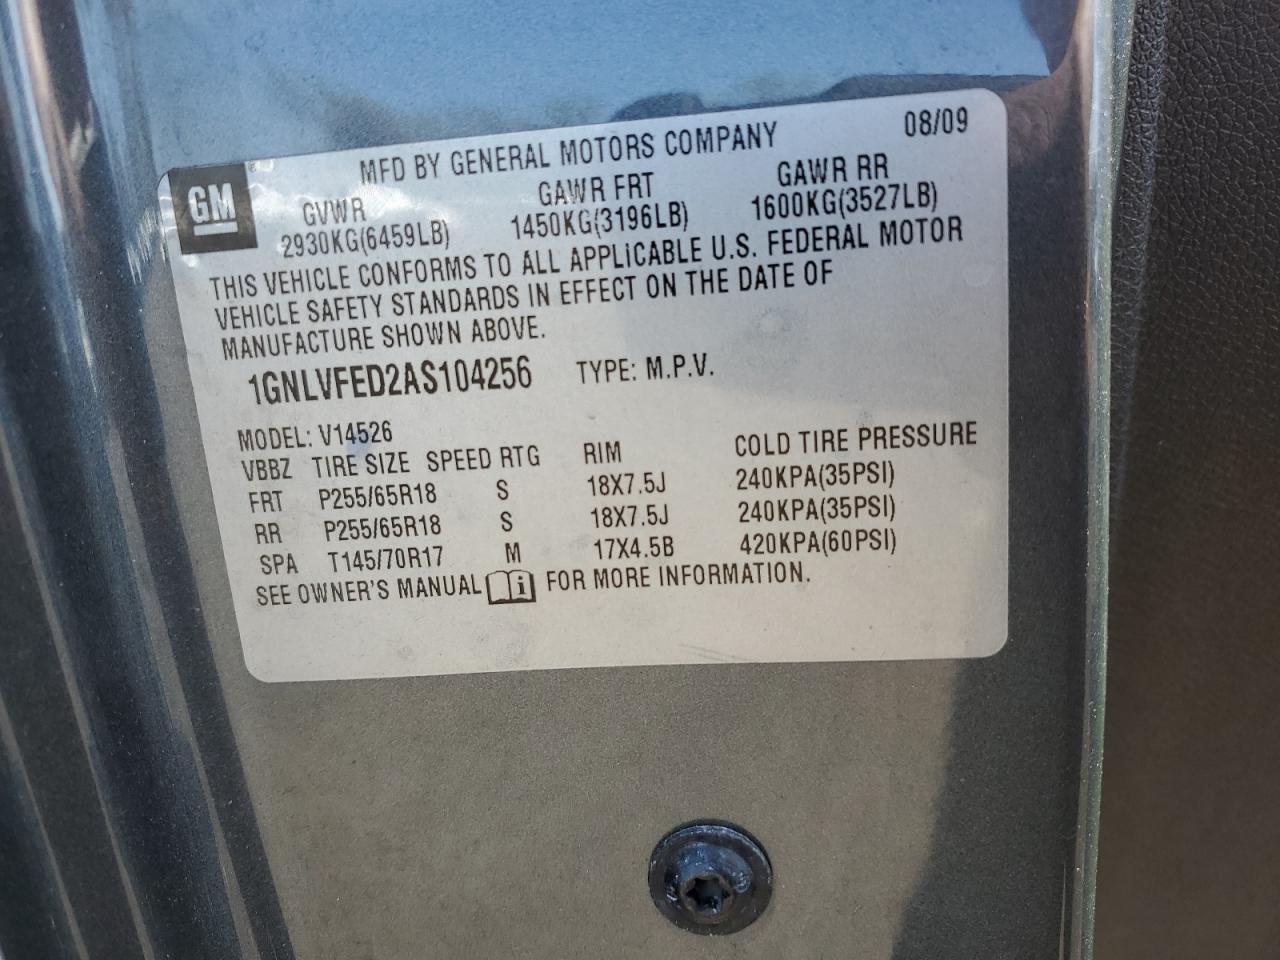 08/09
MFD BY GENERAL MOTORS COMPANY
GM
GVWR GAWR FRT GAWR RR
2930KG(6459LB) 1450KG(3196LB) 1600KG(3527LB)
THIS VEHICLE CONFORMS TO ALL APPLICABLE U.S. FEDERAL MOTOR
VEHICLE SAFETY STANDARDS IN EFFECT ON THE DATE OF
MANUFACTURE SHOWN ABOVE.
1GNLVFED2AS104256 TYPE: M.P.V.
MODEL: V14526
VBBZ TIRE SIZE SPEED RTG RIM COLD TIRE PRESSURE
FRT P255/65R18 S 18X7.5J 240KPA(35PSI)
RR P255/65R18 S 18X7.5J 240KPA(35PSI)
SPA T145/70R17 M 17X4.5B 420KPA(60PSI)
SEE OWNER'S MANUAL i FOR MORE INFORMATION.